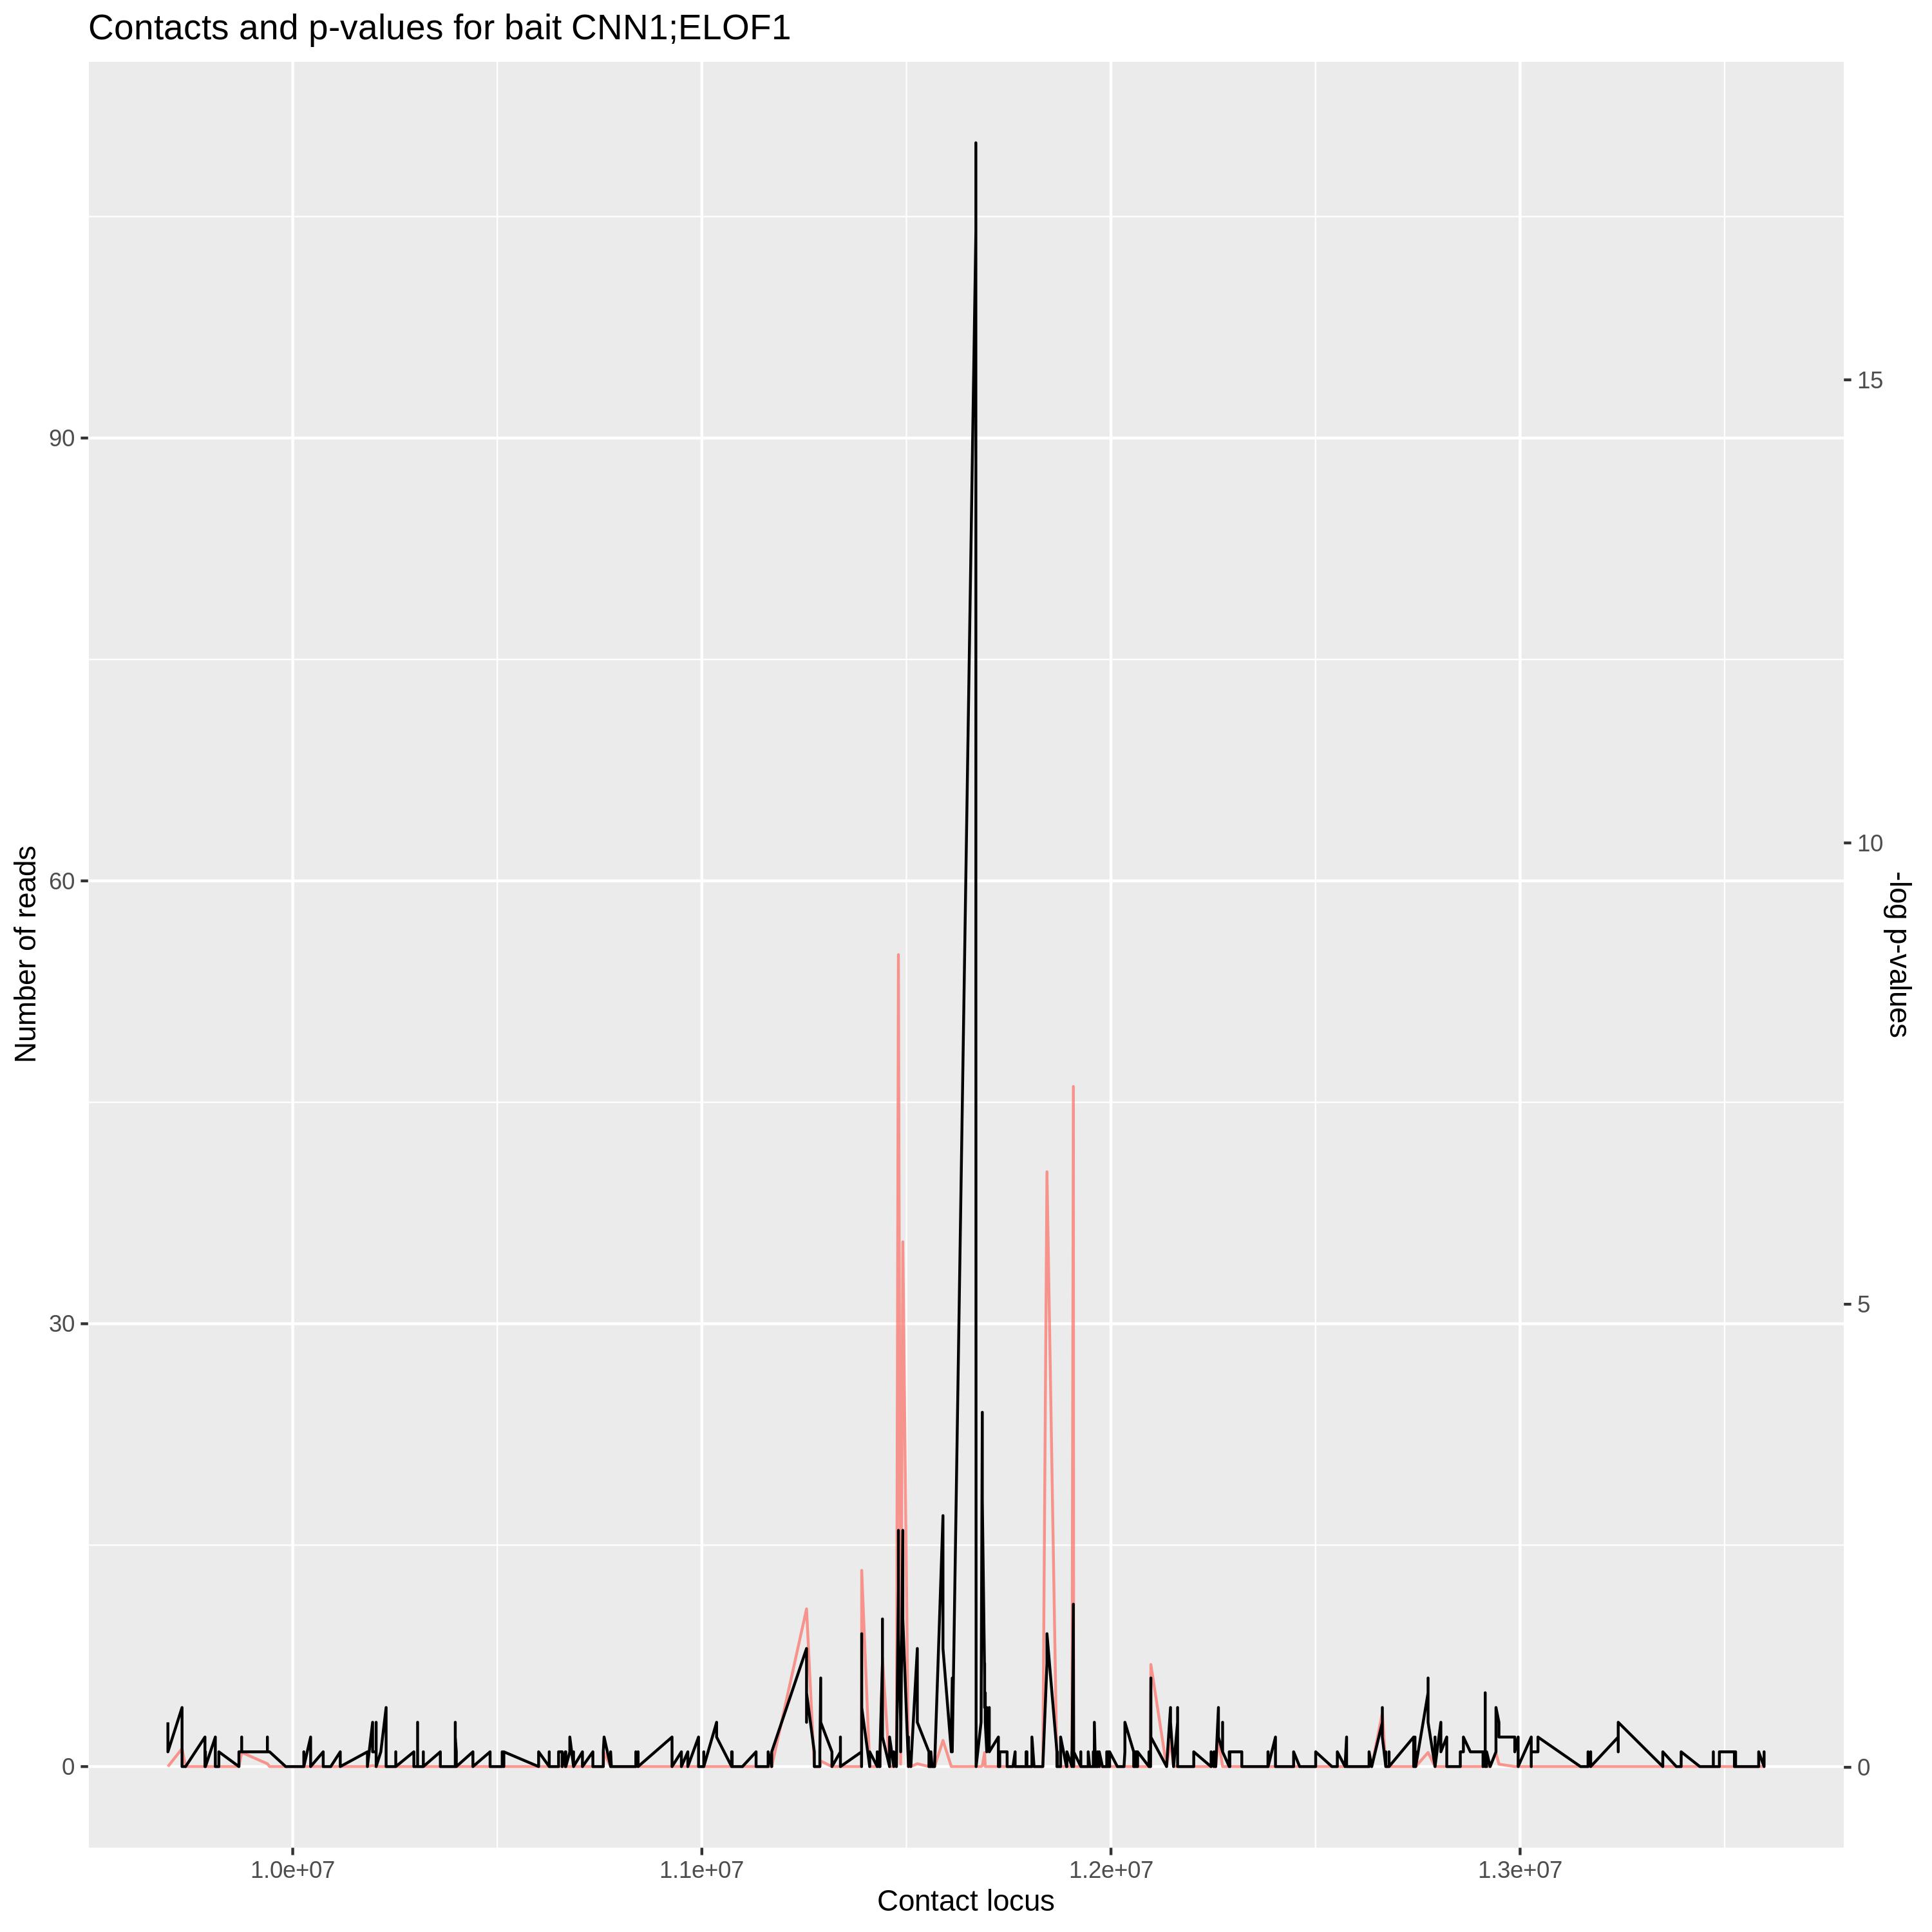 Contacts and p-values for bait CNN1;ELOF1
90
60
30
0
Number of reads
15
10
5
0
-log p-values
1.0e+07
1.1e+07
1.2e+07
1.3e+07
Contact locus